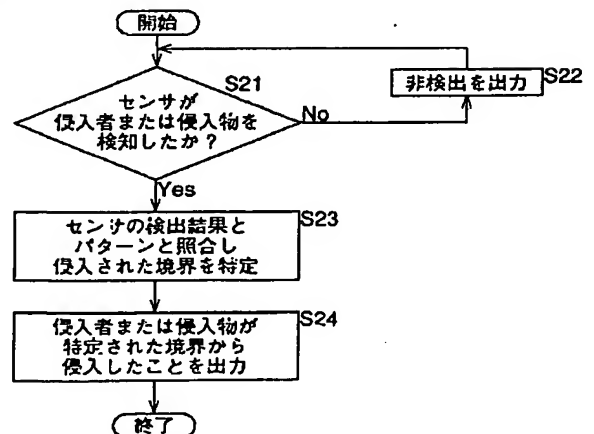 開始
S21
センサが
侵入者または侵入物を
検知したか？
No
非検出を出力
S22
Yes
センサの検出結果と
パターンと照合し
侵入された境界を特定
S23
侵入者または侵入物が
特定された境界から
侵入したことを出力
S24
終了